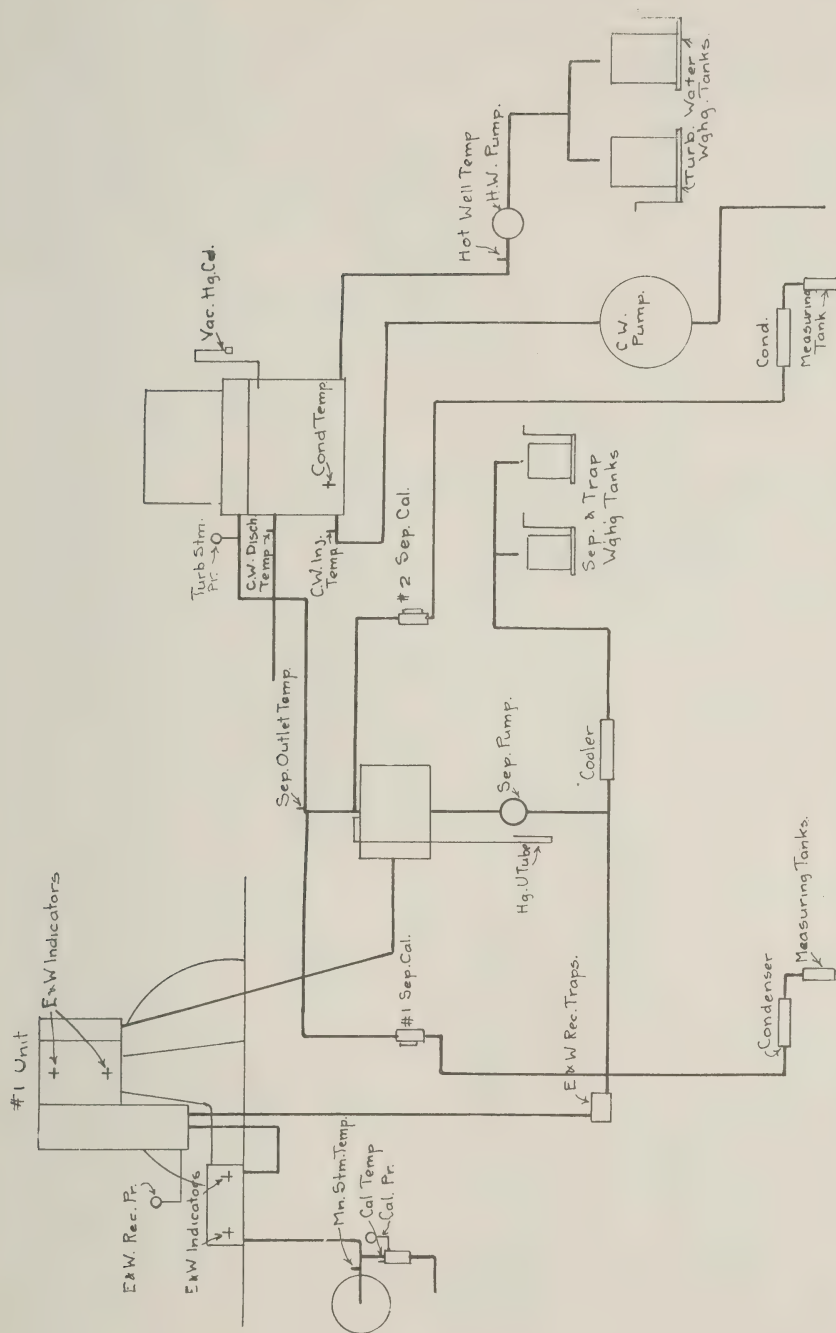 #1 Unit
E&W Indicators
E&W. Rec. Pr.
E&W Indicators
Mn. Stm. Temp.
Cal Temp
Cal. Pr.
#1 Sep. Cal.
E&W Rec. Traps.
Condenser
Measuring Tanks.
Sep. Outlet Temp.
Hg. U Tube
Sep. Pump.
Cooler
#2 Sep. Cal.
Sep. & Trap
Wghg Tanks
Turb Stm.
Pr.
C.W. Disch.
Temp
C.W. Inj.
Temp
Cond Temp.
Vac. Hg. Col.
Hot Well Temp
H.W. Pump.
C W.
Pump.
Cond.
Measuring
Tank
Turb. Water
Wghg. Tanks.